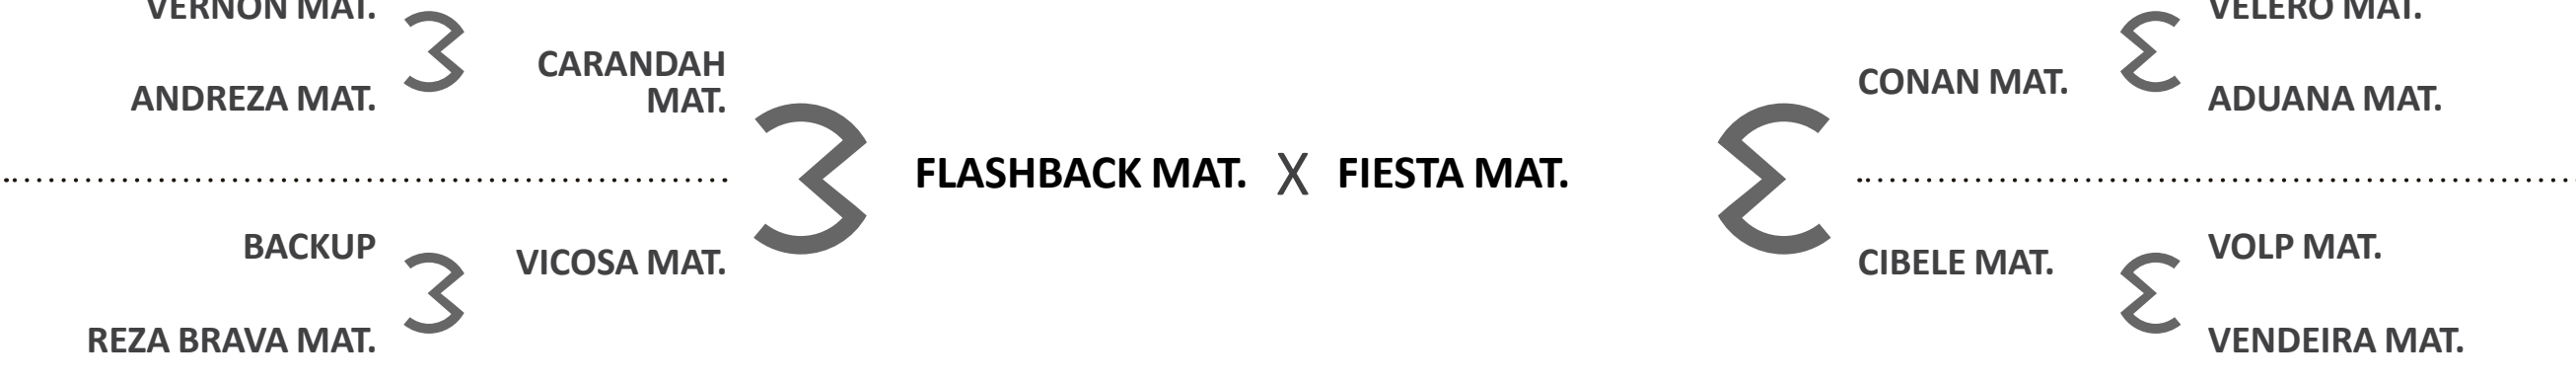 VERNON MAT.
ANDREZA MAT.
CARANDAH
MAT.
BACKUP
REZA BRAVA MAT.
VICOSA MAT.
FLASHBACK MAT. X FIESTA MAT.
CONAN MAT.
VELERO MAT.
ADUANA MAT.
CIBELE MAT.
VOLP MAT.
VENDEIRA MAT.